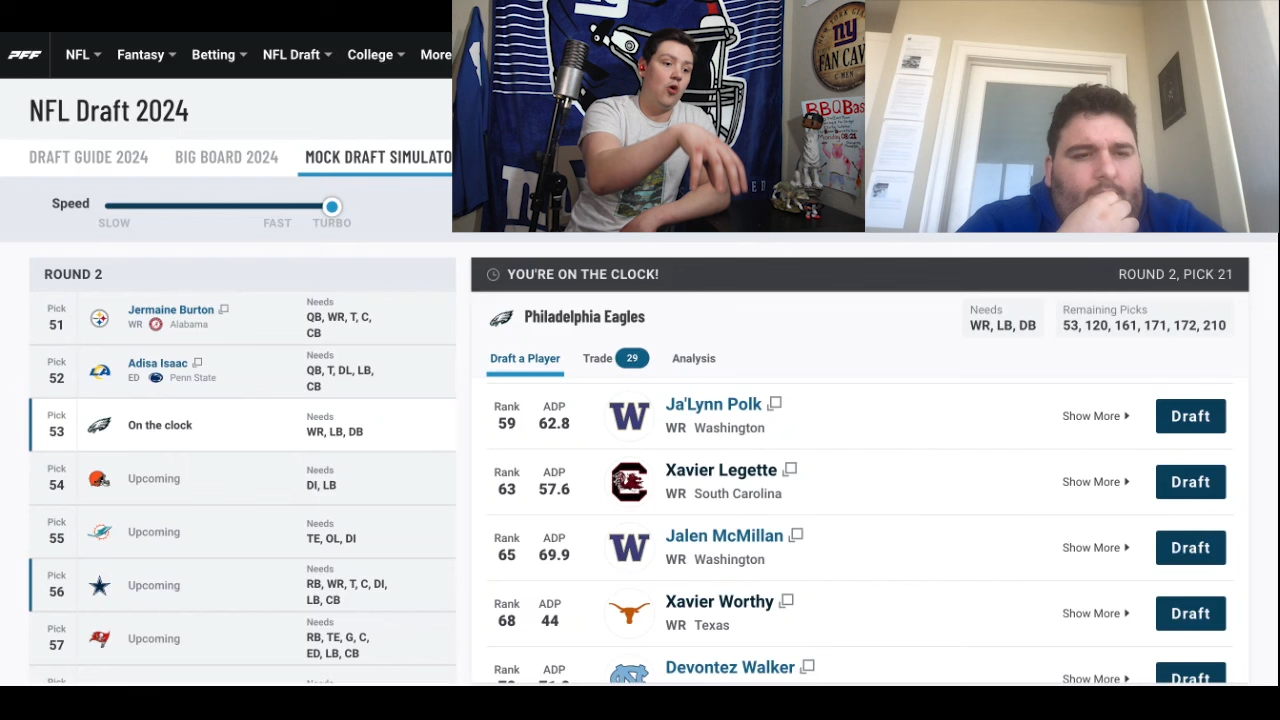 PFF NFL Fantasy Betting NFL Draft College More
NFL Draft 2024
DRAFT GUIDE 2024 BIG BOARD 2024 MOCK DRAFT SIMULATO
Speed
SLOW FAST TURBO
ny
FAN CAV
BBQBas
ROUND 2
Pick 51
Jermaine Burton
WR Alabama
Needs
QB, WR, T, C,
CB
Pick 52
Adisa Isaac
ED Penn State
Needs
QB, T, DL, LB,
CB
Pick 53
On the clock
Needs
WR, LB, DB
Pick 54
Upcoming
Needs
DI, LB
Pick 55
Upcoming
Needs
TE, OL, DI
Pick 56
Upcoming
Needs
RB, WR, T, C, DI,
LB, CB
Pick 57
Upcoming
Needs
RB, TE, G, C,
ED, LB, CB
YOU'RE ON THE CLOCK! ROUND 2, PICK 21
Philadelphia Eagles
Needs
WR, LB, DB
Remaining Picks
53, 120, 161, 171, 172, 210
Draft a Player Trade 29 Analysis
Rank 59 ADP 62.8
Ja'Lynn Polk
WR Washington
Show More Draft
Rank 63 ADP 57.6
Xavier Legette
WR South Carolina
Show More Draft
Rank 65 ADP 69.9
Jalen McMillan
WR Washington
Show More Draft
Rank 68 ADP 44
Xavier Worthy
WR Texas
Show More Draft
Rank ADP
Devontez Walker
Show More Draft